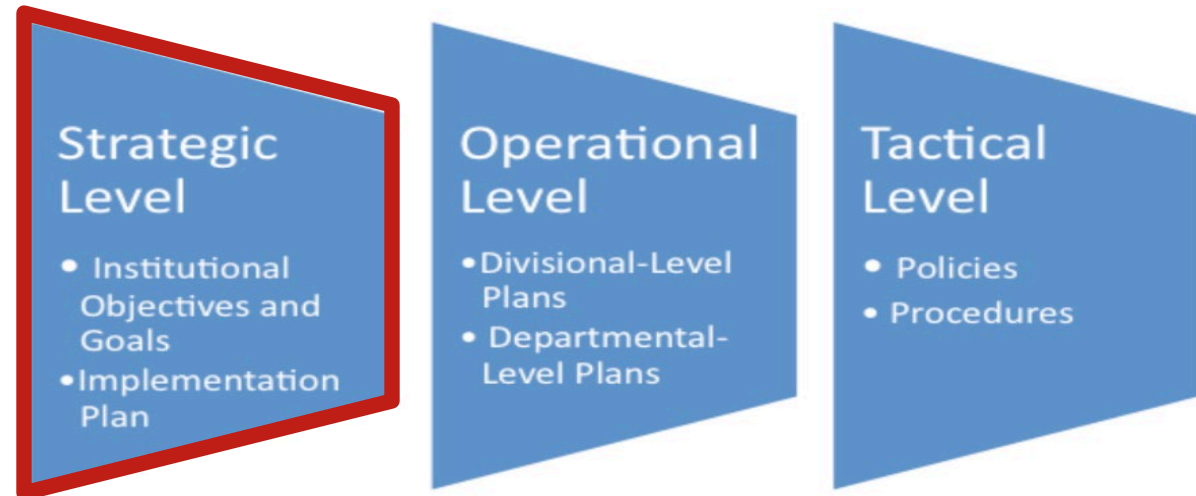 Strategic
Level
• Institutional
Objectives and
Goals
•Implementation
Plan
Operational
Level
•Divisional-Level
Plans
• Departmental-
Level Plans
Tactical
Level
• Policies
• Procedures